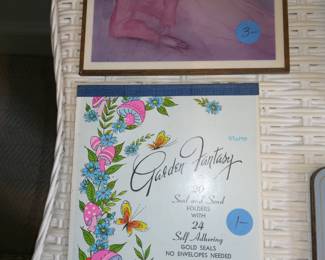 3-
Garden Fantasy
20
Seal and Send
FOLDERS
WITH
24
1-
Self Adhering
GOLD SEALS
NO ENVELOPES NEEDED